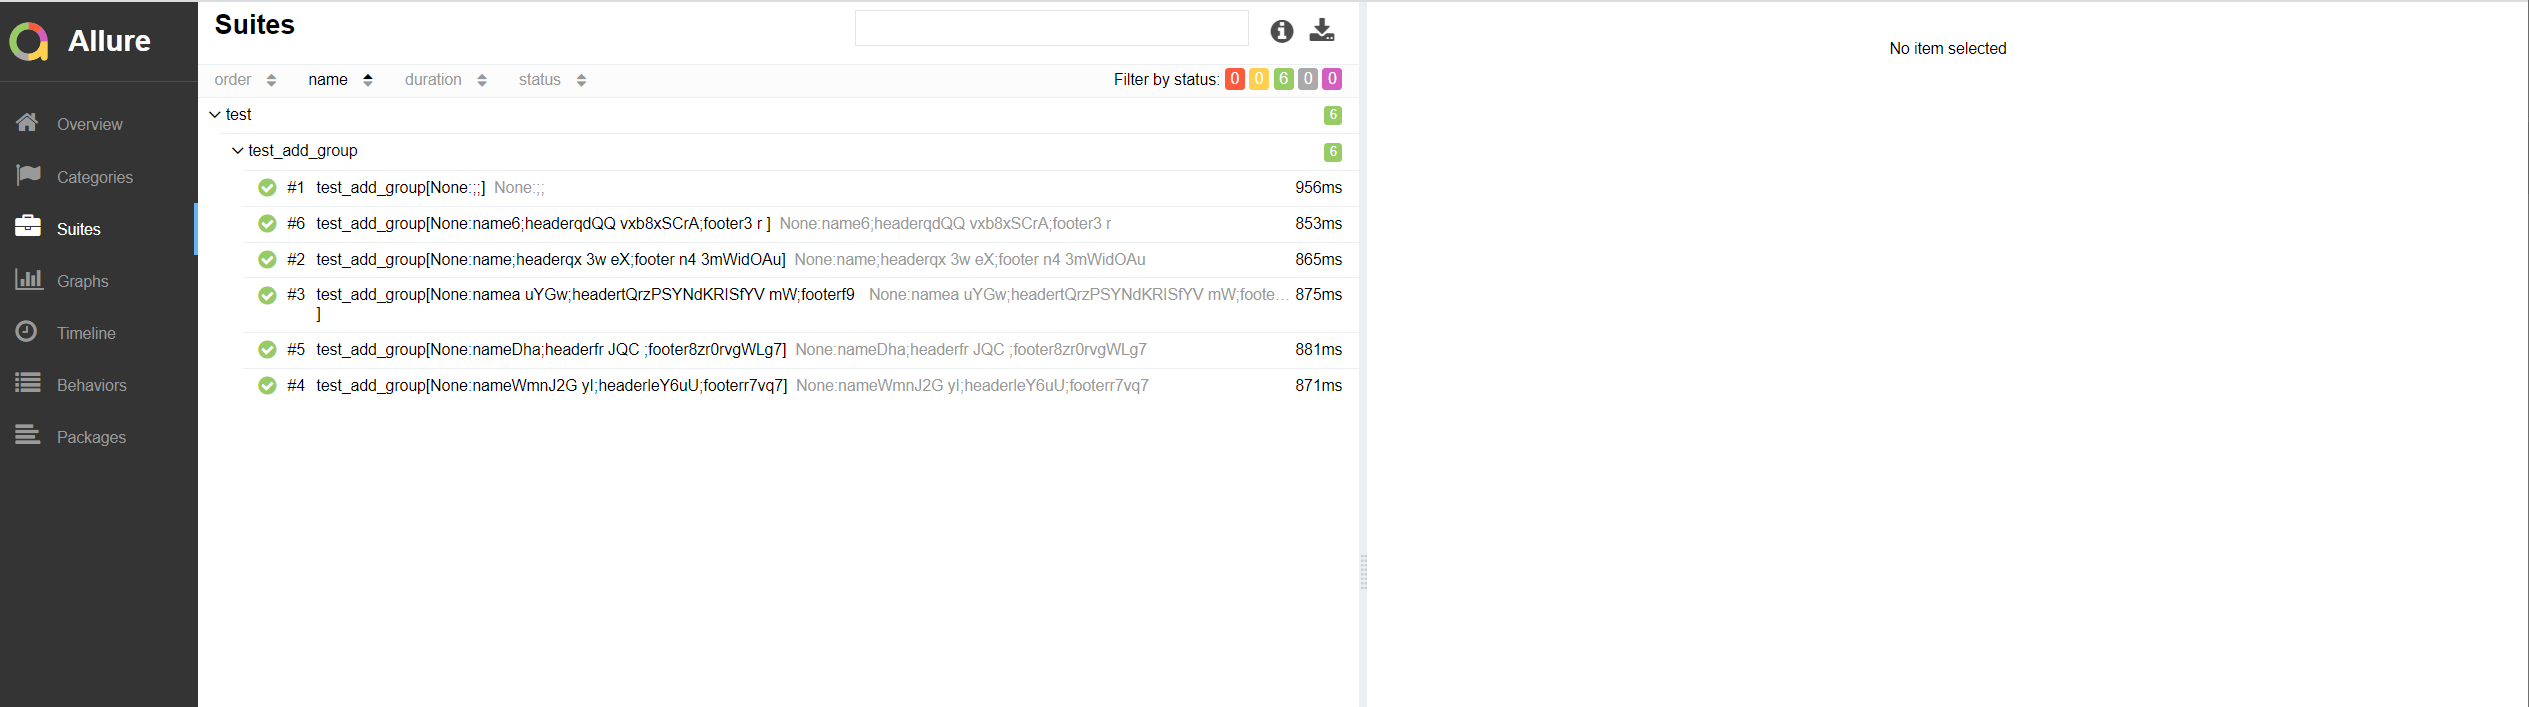 Allure
Overview
Categories
Suites
Graphs
Timeline
Behaviors
Packages
Suites
order name duration status Filter by status: 0 0 6 0 0
test 6
test_add_group 6
#1 test_add_group[None:;;] None:;; 956ms
#6 test_add_group[None:name6;headerqdQQ vxb8xSCrA;footer3 r ] None:name6;headerqdQQ vxb8xSCrA;footer3 r 853ms
#2 test_add_group[None:name;headerqx 3w eX;footer n4 3mWidOAu] None:name;headerqx 3w eX;footer n4 3mWidOAu 865ms
#3 test_add_group[None:namea uYGw;headertQrzPSYNdKRISfYV mW;footerf9 None:namea uYGw;headertQrzPSYNdKRISfYV mW;foote... 875ms
]
#5 test_add_group[None:nameDha;headerfr JQC ;footer8zr0rvgWLg7] None:nameDha;headerfr JQC ;footer8zr0rvgWLg7 881ms
#4 test_add_group[None:nameWmnJ2G yI;headerIeY6uU;footerr7vq7] None:nameWmnJ2G yI;headerIeY6uU;footerr7vq7 871ms
No item selected